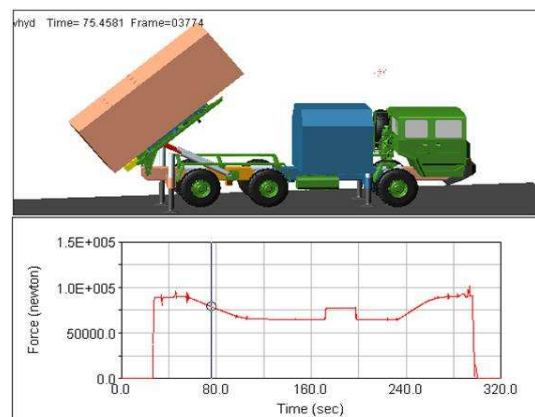 vhyd Time= 75.4581 Frame=03774
1.5E+005
1.0E+005
50000.0
0.0
Force (newton)
0.0 80.0 160.0 240.0 320.0
Time (sec)